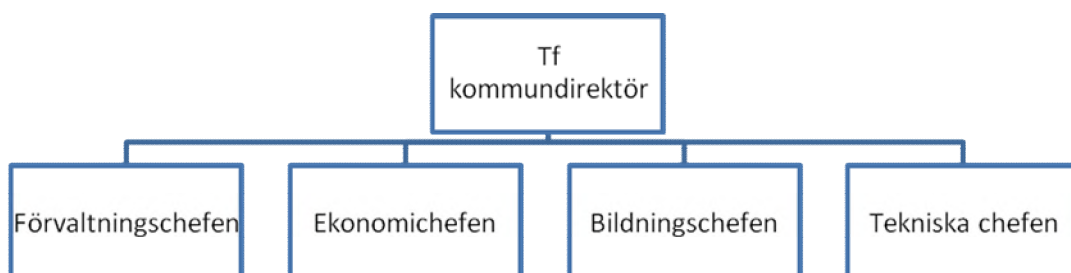 Tf
kommundirektör
Förvaltningschefen
Ekonomichefen
Bildningschefen
Tekniska chefen